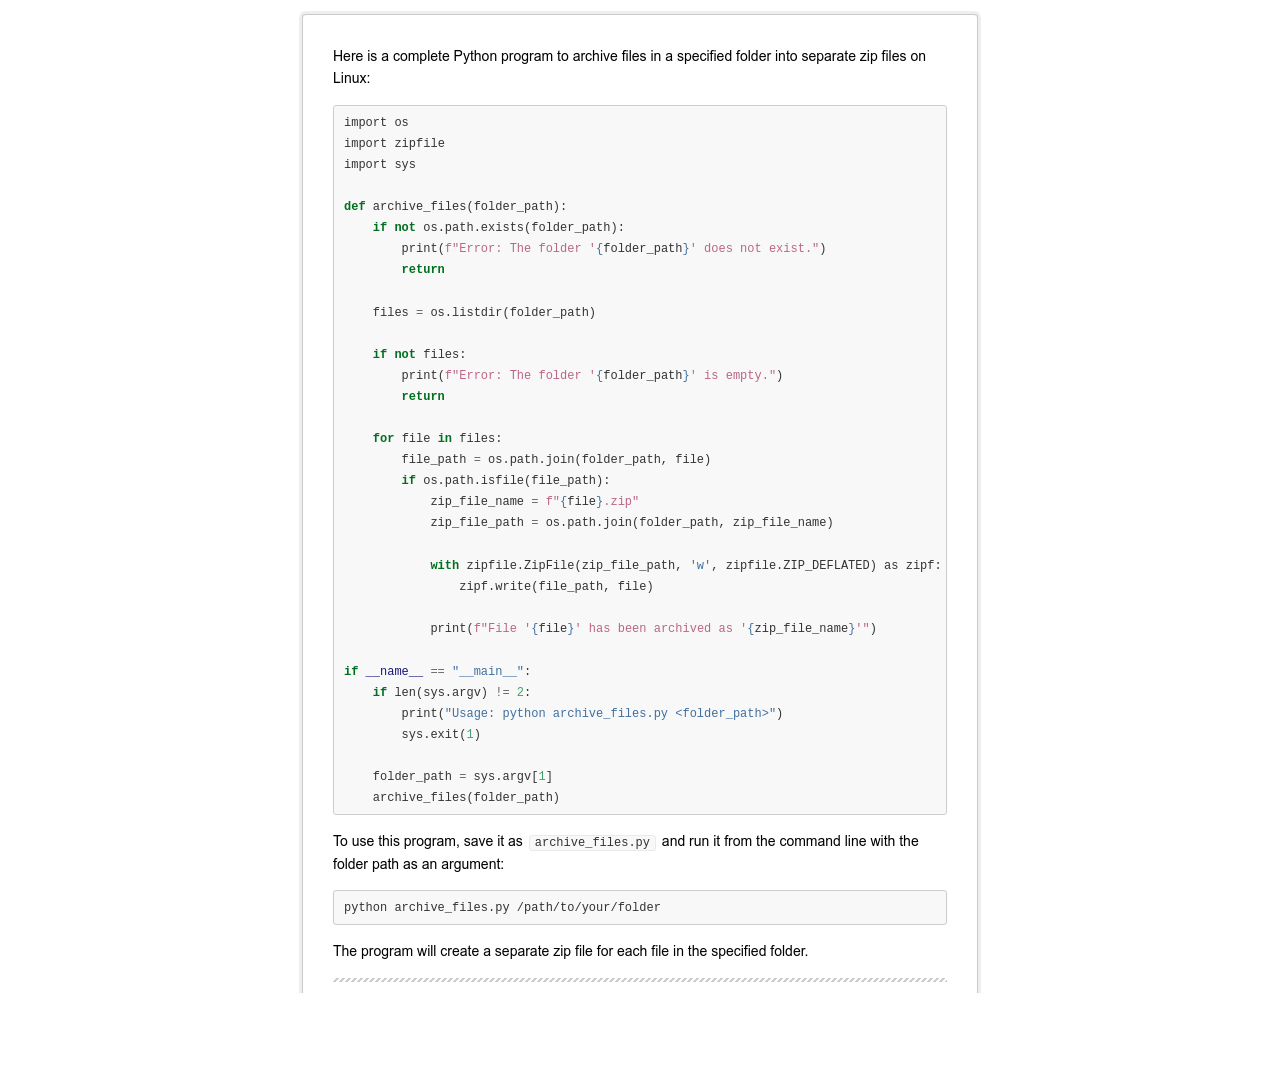 Here is a complete Python program to archive files in a specified folder into separate zip files on
Linux:
import os
import zipfile
import sys
def archive_files(folder_path):
    if not os.path.exists(folder_path):
        print(f"Error: The folder '{folder_path}' does not exist.")
        return
    files = os.listdir(folder_path)
    if not files:
        print(f"Error: The folder '{folder_path}' is empty.")
        return
    for file in files:
        file_path = os.path.join(folder_path, file)
        if os.path.isfile(file_path):
            zip_file_name = f"{file}.zip"
            zip_file_path = os.path.join(folder_path, zip_file_name)
            with zipfile.ZipFile(zip_file_path, 'w', zipfile.ZIP_DEFLATED) as zipf:
                zipf.write(file_path, file)
            print(f"File '{file}' has been archived as '{zip_file_name}'")
if __name__ == "__main__":
    if len(sys.argv) != 2:
        print("Usage: python archive_files.py <folder_path>")
        sys.exit(1)
    folder_path = sys.argv[1]
    archive_files(folder_path)
To use this program, save it as archive_files.py and run it from the command line with the
folder path as an argument:
python archive_files.py /path/to/your/folder
The program will create a separate zip file for each file in the specified folder.